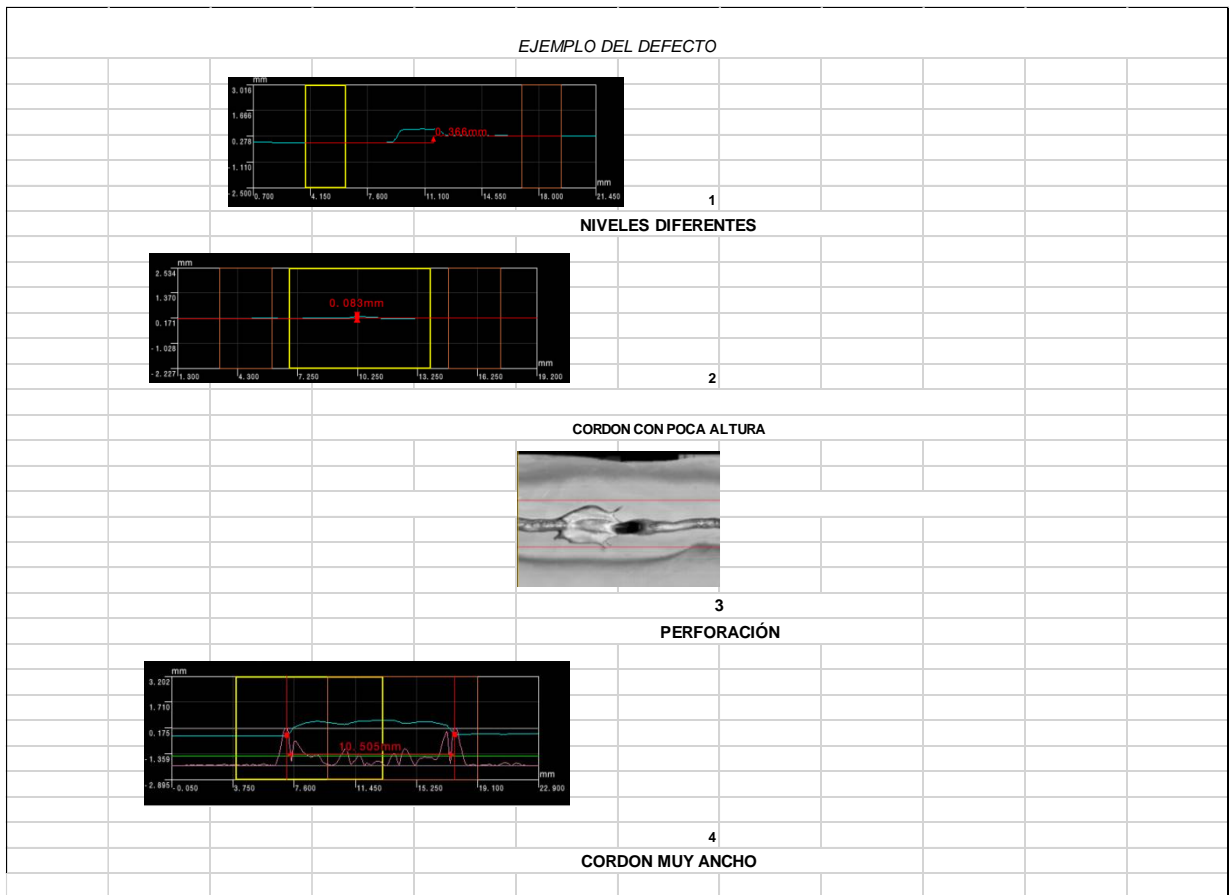 EJEMPLO DEL DEFECTO
mm
3.016
1.666
0.278
-1.110
-2.500
0.366mm
mm
0.700 4.150 7.600 11.100 14.550 18.000 21.450
1
NIVELES DIFERENTES
mm
2.534
1.370
0.171
-1.028
-2.227
0.083mm
mm
1.300 4.300 7.250 10.250 13.250 16.250 19.200
2
CORDON CON POCA ALTURA
3
PERFORACIÓN
mm
3.202
1.710
0.175
-1.359
-2.895
10.505mm
mm
-0.050 3.750 7.600 11.450 15.250 19.100 22.900
4
CORDON MUY ANCHO